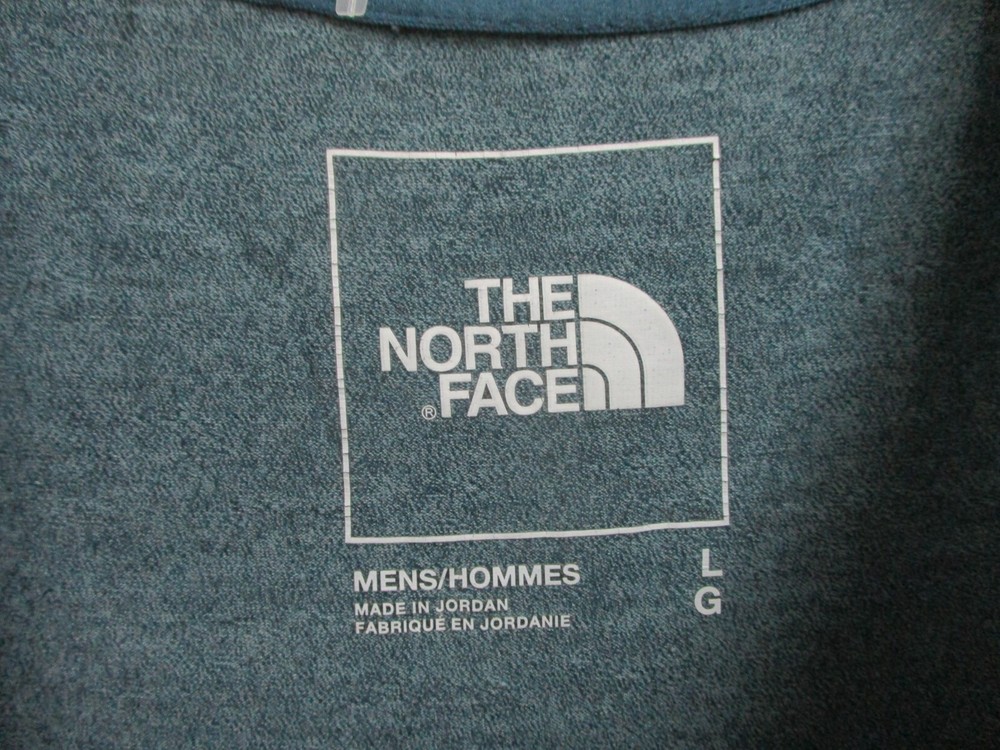 THE
NORTH
®FACE
MENS/HOMMES L
MADE IN JORDAN G
FABRIQUÉ EN JORDANIE